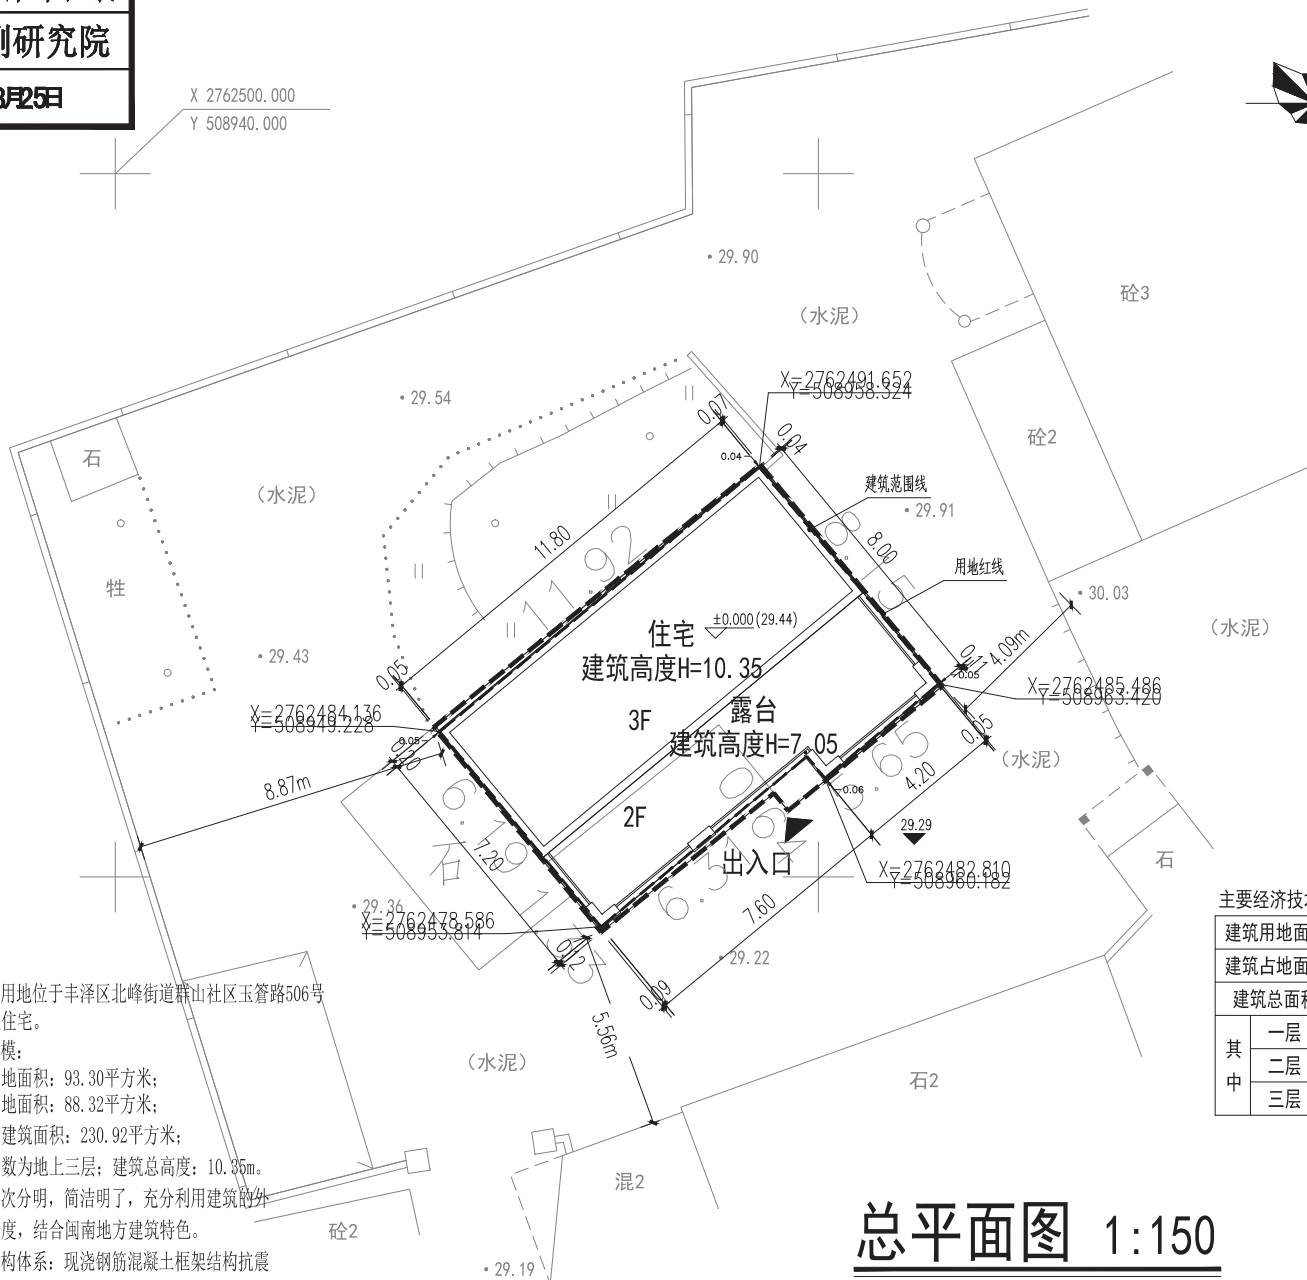 测研究院
8月25日
X 2762500.000
Y 508940.000
29.90
(水泥)
砼3
X=2762491.652
Y=508958.324
29.54
0.07
0.04
0.04
砼2
石
(水泥)
建筑范围线
29.91
11.80
11.92
8.00
用地红线
牲
30.03
住宅
±0.000(29.44)
(水泥)
建筑高度H=10.35
29.43
4.09m
0.05
0.05
X=2762485.486
Y=508963.420
X=2762484.136
Y=508949.228
3F
露台
建筑高度H=7.05
0.05
0.05
(水泥)
8.87m
4.20
0.06
2F
29.29
7.20
石
出入口
石
X=2762482.810
Y=508960.182
29.36
X=2762478.586
Y=508953.814
7.60
0.12
29.22
0.09
5.56m
主要经济技
建筑用地面
建筑占地面
建筑总面积
其中
一层
二层
三层
用地位于丰泽区北峰街道群山社区玉簪路506号
住宅。
模:
地面积: 93.30平方米;
地面积: 88.32平方米;
建筑面积: 230.92平方米;
数为地上三层; 建筑总高度: 10.35m。
次分明, 简洁明了, 充分利用建筑的外
度, 结合闽南地方建筑特色。
构体系: 现浇钢筋混凝土框架结构抗震
(水泥)
石2
混2
砼2
29.19
总平面图 1:150